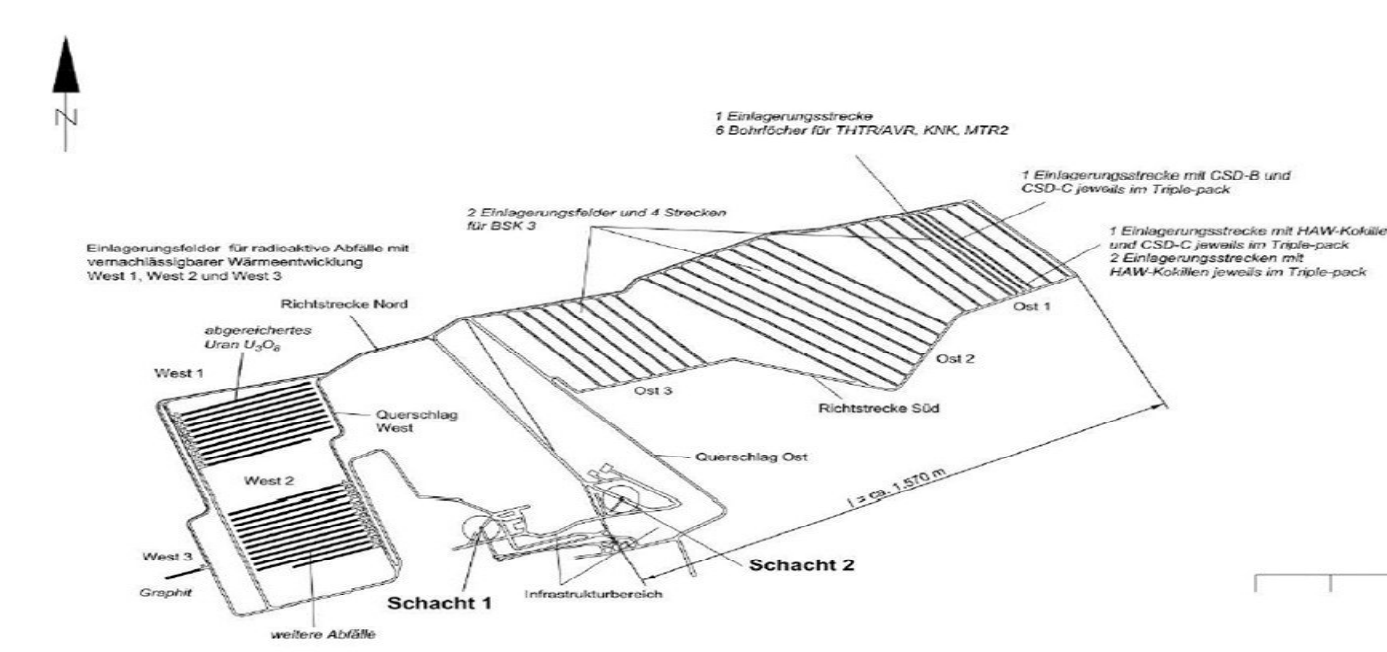 N
1 Einlagerungsstrecke
6 Bohrlöcher für THTR/AVR, KNK, MTR2
1 Einlagerungsstrecke mit CSD-B und
CSD-C jeweils im Triple-pack
2 Einlagerungsfelder und 4 Strecken
für BSK 3
1 Einlagerungsstrecke mit HAW-Kokille
und CSD-C jeweils im Triple-pack
2 Einlagerungsstrecken mit
HAW-Kokillen jeweils im Triple-pack
Einlagerungsfelder für radioaktive Abfälle mit
vernachlässigbarer Wärmeentwicklung
West 1, West 2 und West 3
Richtstrecke Nord
abgereichertes
Uran U₃O₈
West 1
Ost 1
Ost 2
Ost 3
Richtstrecke Süd
Querschlag
West
Querschlag Ost
West 2
l = ca. 1.570 m
West 3
Graphit
Schacht 2
Schacht 1
Infrastrukturbereich
weitere Abfälle